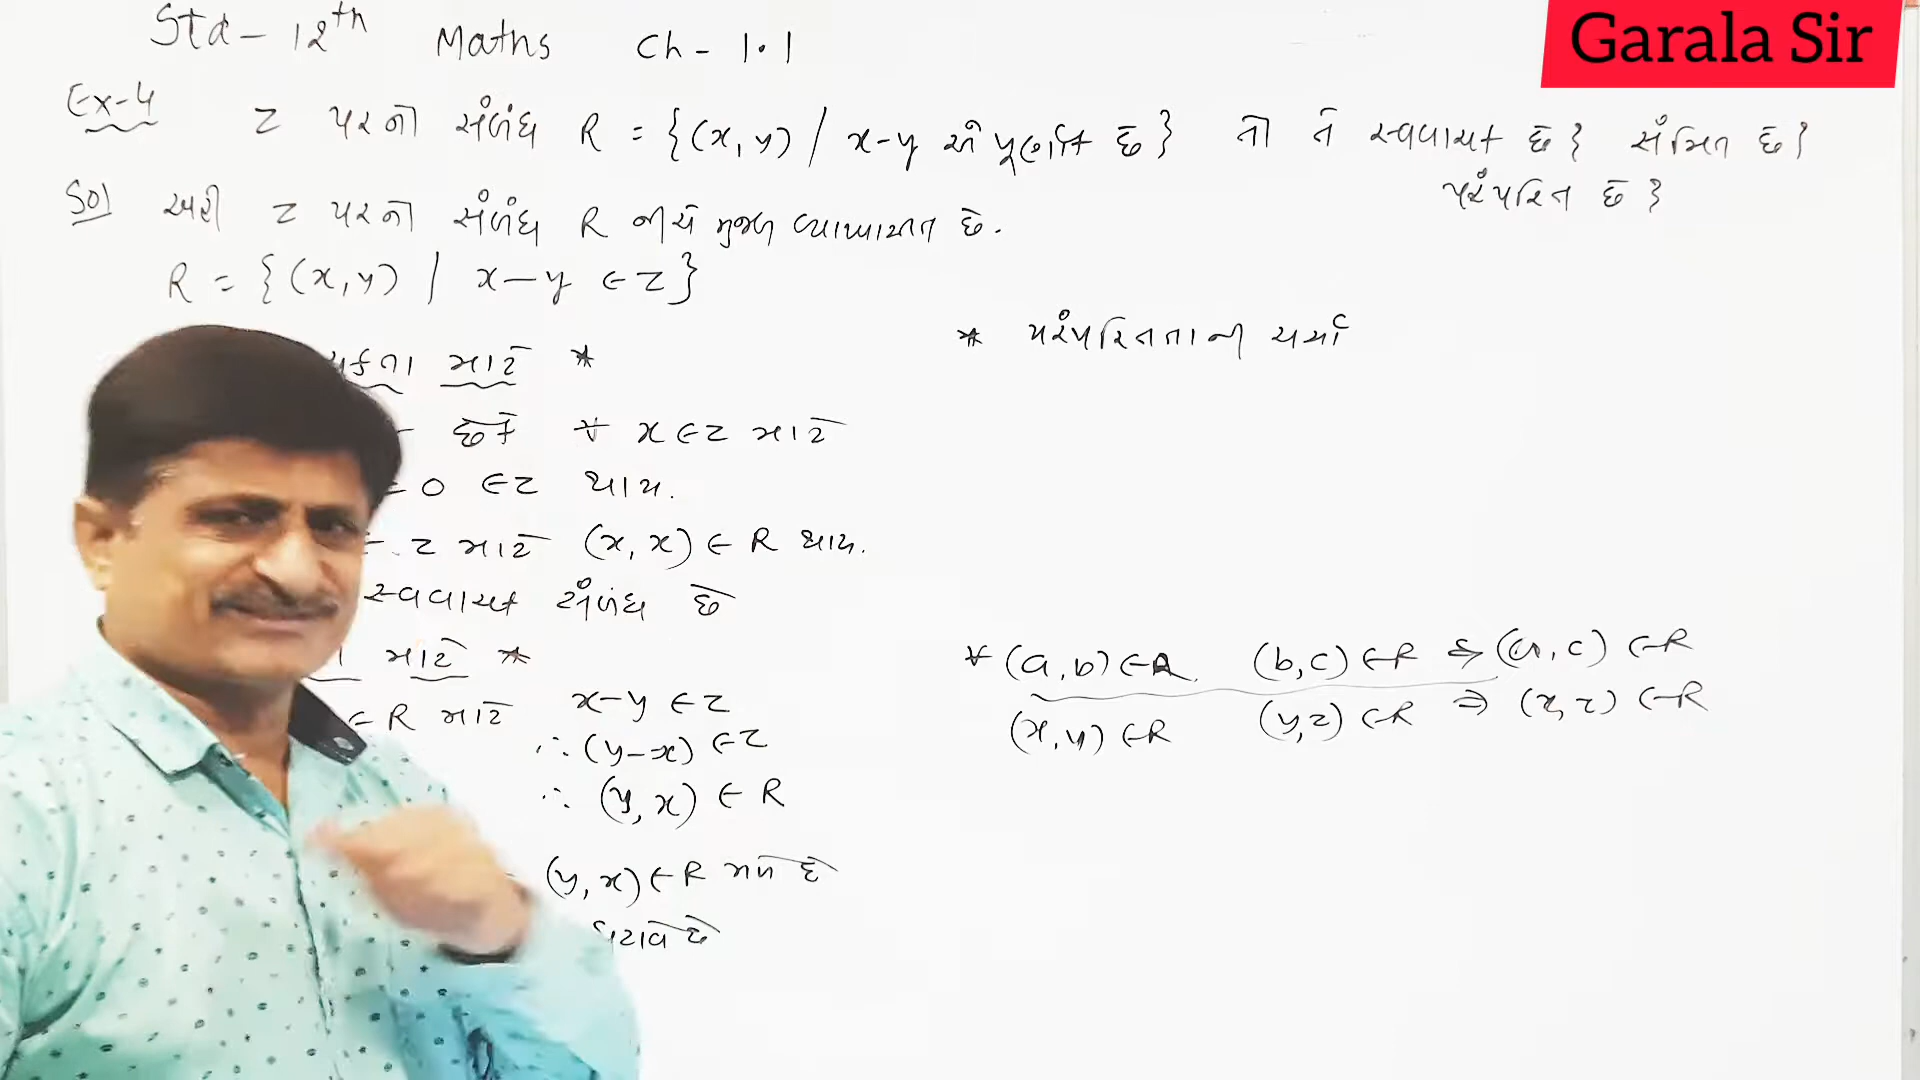 Garala Sir
Std - 12th Maths Ch - 1.1
Ex-4 Z પરનો સંબંધ R = {(x, y) / x-y એ પૂર્ણાંક છે} તો તે સ્વવાચક છે? સંમિત છે?
પરંપરિત છે?
Sol અહી Z પરનો સંબંધ R નીચે મુજબ વ્યાખ્યાયિત છે.
R = {(x, y) | x - y ∈ Z}
માટે *
છે કે ∀ x ∈ Z માટે
= 0 ∈ Z થાય.
Z માટે (x, x) ∈ R થાય.
સ્વવાચક સંબંધ છે
માટે *
∈ R માટે x-y ∈ Z
∴ (y-x) ∈ Z
∴ (y, x) ∈ R
(y, x) ∈ R મળે છે
ધરાવે છે
* પરંપરિતતાની ચર્ચા
* (a, b) ∈ R (b, c) ∈ R ⇒ (a, c) ∈ R
(x, y) ∈ R (y, z) ∈ R ⇒ (x, z) ∈ R